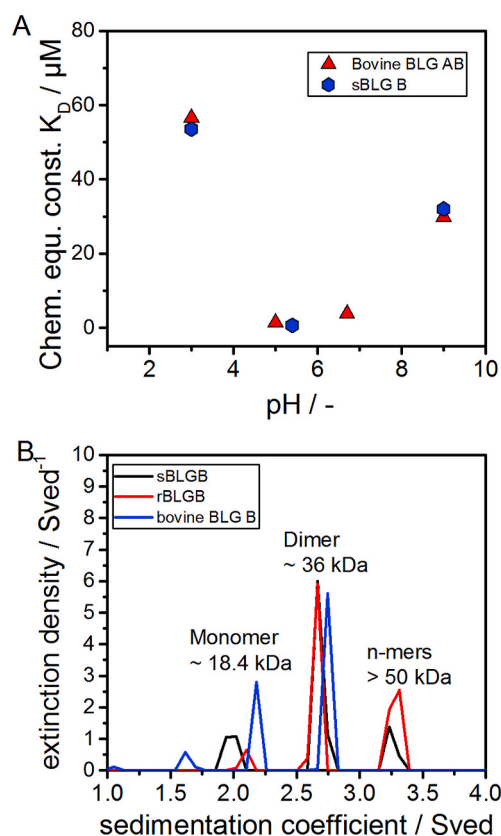 A
Chem. equ. const. K_D / µM
80
60
40
20
0
Bovine BLG AB
sBLG B
2 4 6 8 10
pH / -
B
extinction density / Sved⁻¹
10
9
8
7
6
5
4
3
2
1
0
sBLGB
rBLGB
bovine BLG B
Dimer
~ 36 kDa
Monomer
~ 18.4 kDa
n-mers
> 50 kDa
1.0 1.5 2.0 2.5 3.0 3.5 4.0
sedimentation coefficient / Sved